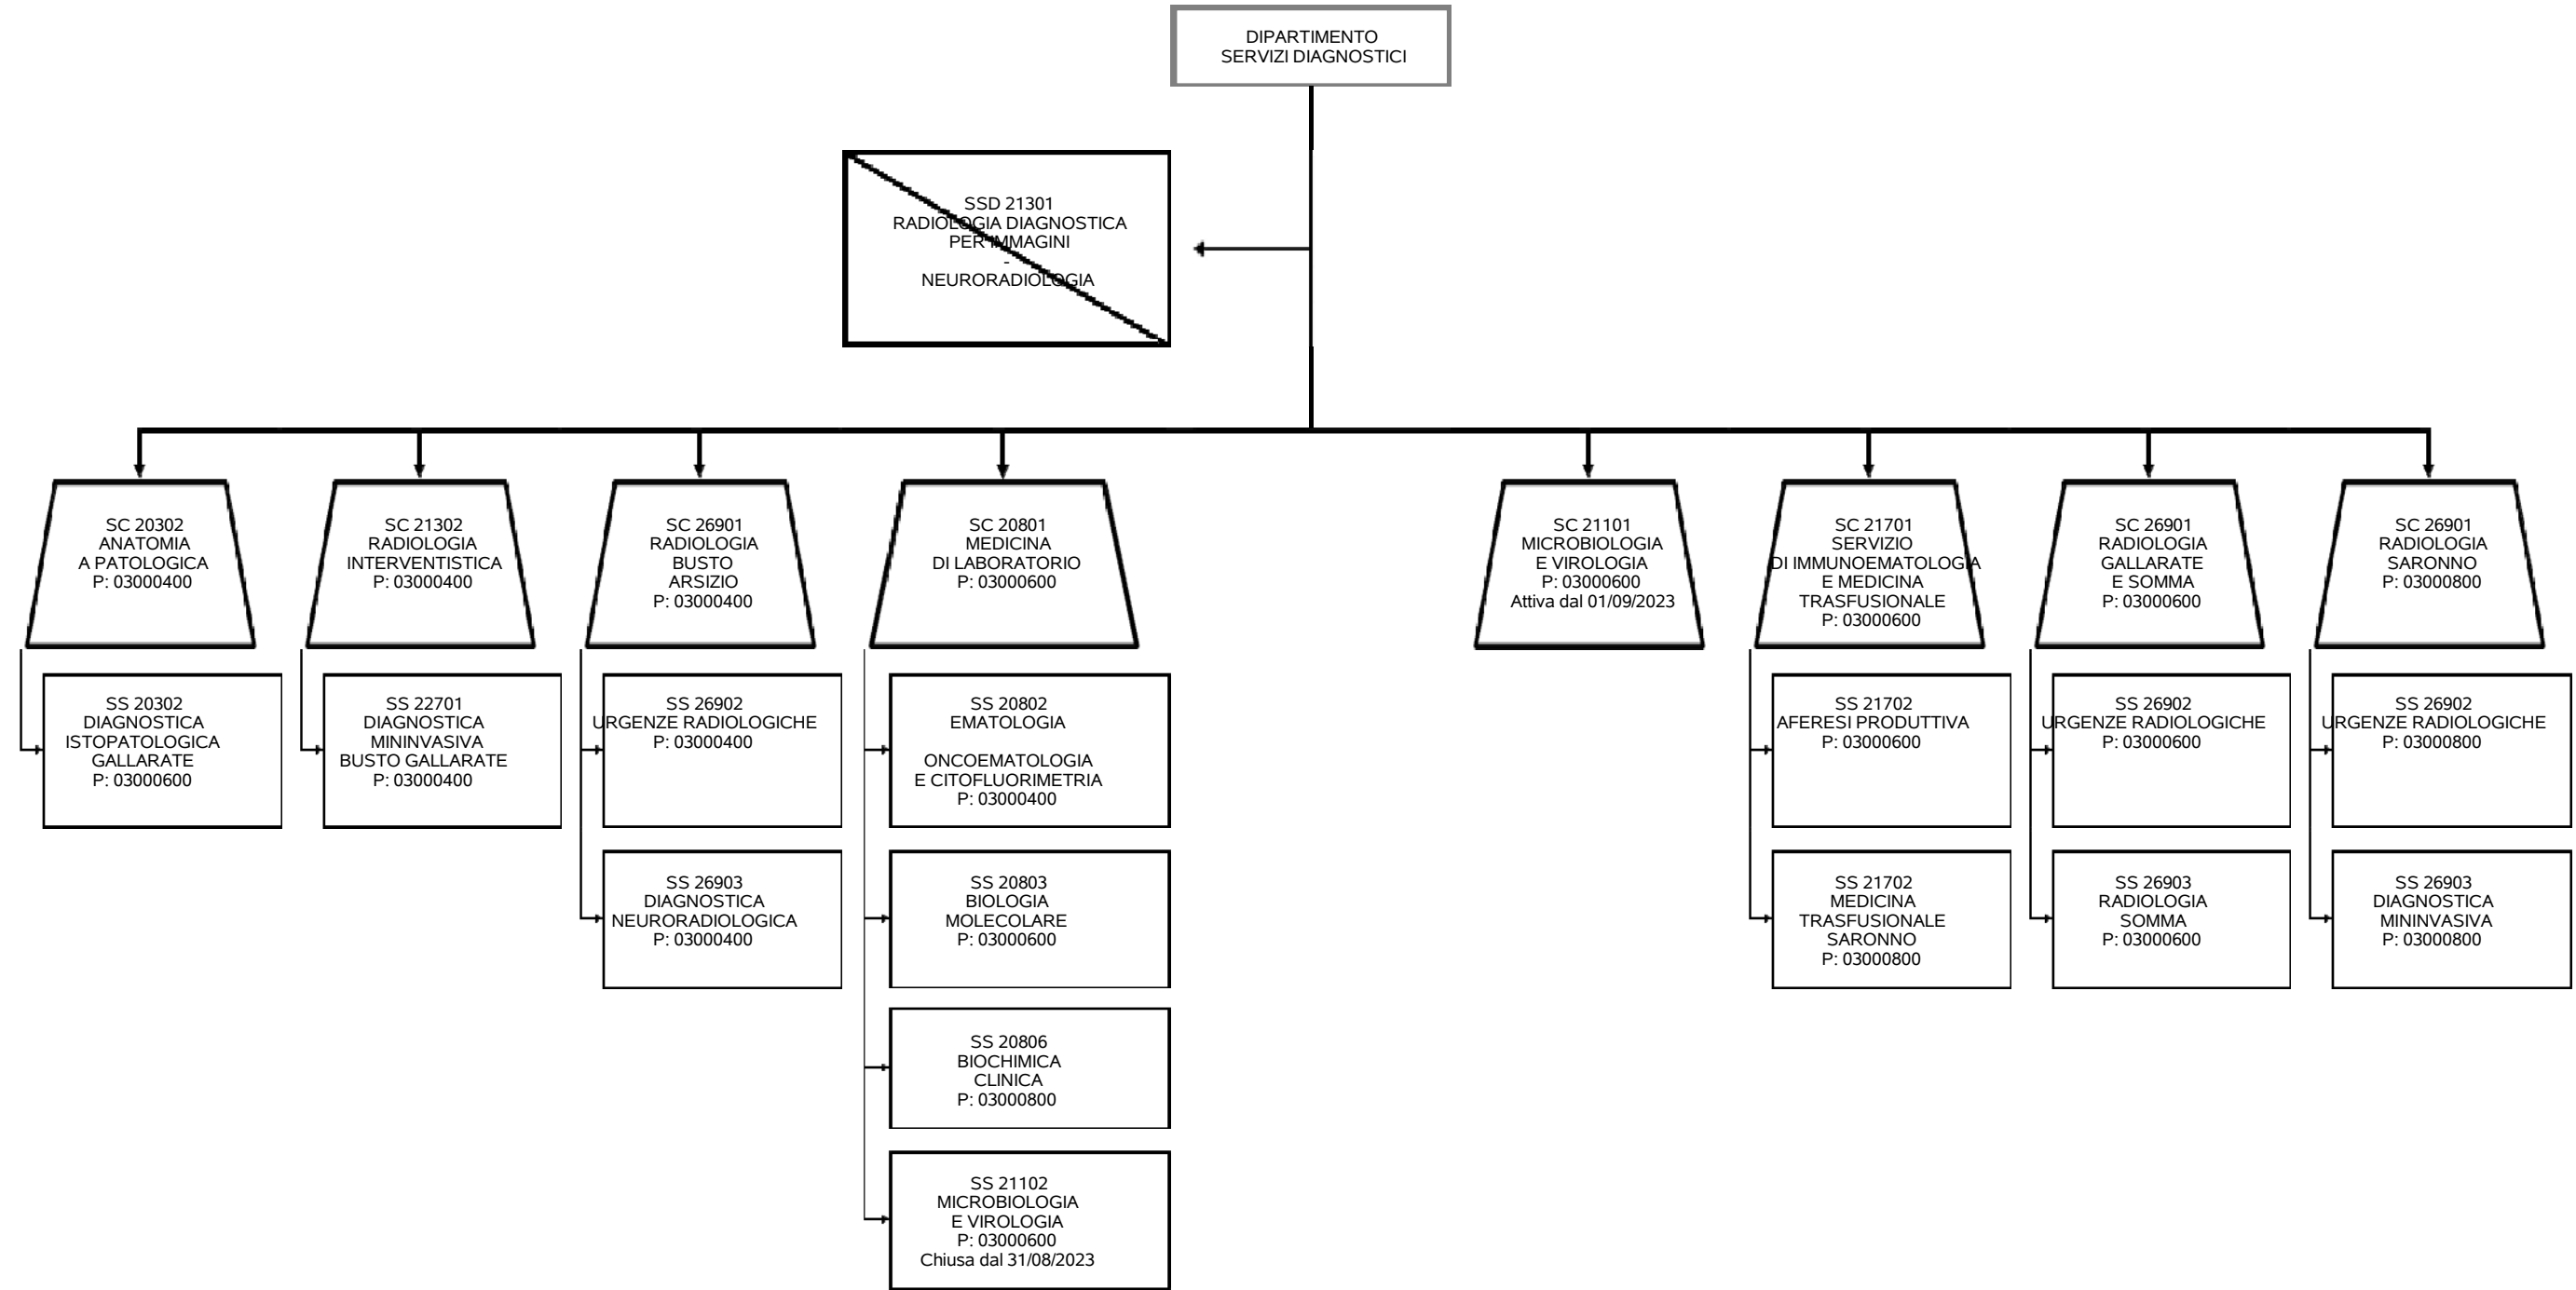 DIPARTIMENTO
SERVIZI DIAGNOSTICI
SSD 21301
RADIOLOGIA DIAGNOSTICA
PER IMMAGINI
-
NEURORADIOLOGIA
SC 20302
ANATOMIA
A PATOLOGICA
P: 03000400
SC 21302
RADIOLOGIA
INTERVENTISTICA
P: 03000400
SC 26901
RADIOLOGIA
BUSTO
ARSIZIO
P: 03000400
SC 20801
MEDICINA
DI LABORATORIO
P: 03000600
SC 21101
MICROBIOLOGIA
E VIROLOGIA
P: 03000600
Attiva dal 01/09/2023
SC 21701
SERVIZIO
DI IMMUNOEMATOLOGIA
E MEDICINA
TRASFUSIONALE
P: 03000600
SC 26901
RADIOLOGIA
GALLARATE
E SOMMA
P: 03000600
SC 26901
RADIOLOGIA
SARONNO
P: 03000800
SS 20302
DIAGNOSTICA
ISTOPATOLOGICA
GALLARATE
P: 03000600
SS 22701
DIAGNOSTICA
MININVASIVA
BUSTO GALLARATE
P: 03000400
SS 26902
URGENZE RADIOLOGICHE
P: 03000400
SS 20802
EMATOLOGIA
ONCOEMATOLOGIA
E CITOFLUORIMETRIA
P: 03000400
SS 21702
AFERESI PRODUTTIVA
P: 03000600
SS 26902
URGENZE RADIOLOGICHE
P: 03000600
SS 26902
URGENZE RADIOLOGICHE
P: 03000800
SS 26903
DIAGNOSTICA
NEURORADIOLOGICA
P: 03000400
SS 20803
BIOLOGIA
MOLECOLARE
P: 03000600
SS 21702
MEDICINA
TRASFUSIONALE
SARONNO
P: 03000800
SS 26903
RADIOLOGIA
SOMMA
P: 03000600
SS 26903
DIAGNOSTICA
MININVASIVA
P: 03000800
SS 20806
BIOCHIMICA
CLINICA
P: 03000800
SS 21102
MICROBIOLOGIA
E VIROLOGIA
P: 03000600
Chiusa dal 31/08/2023